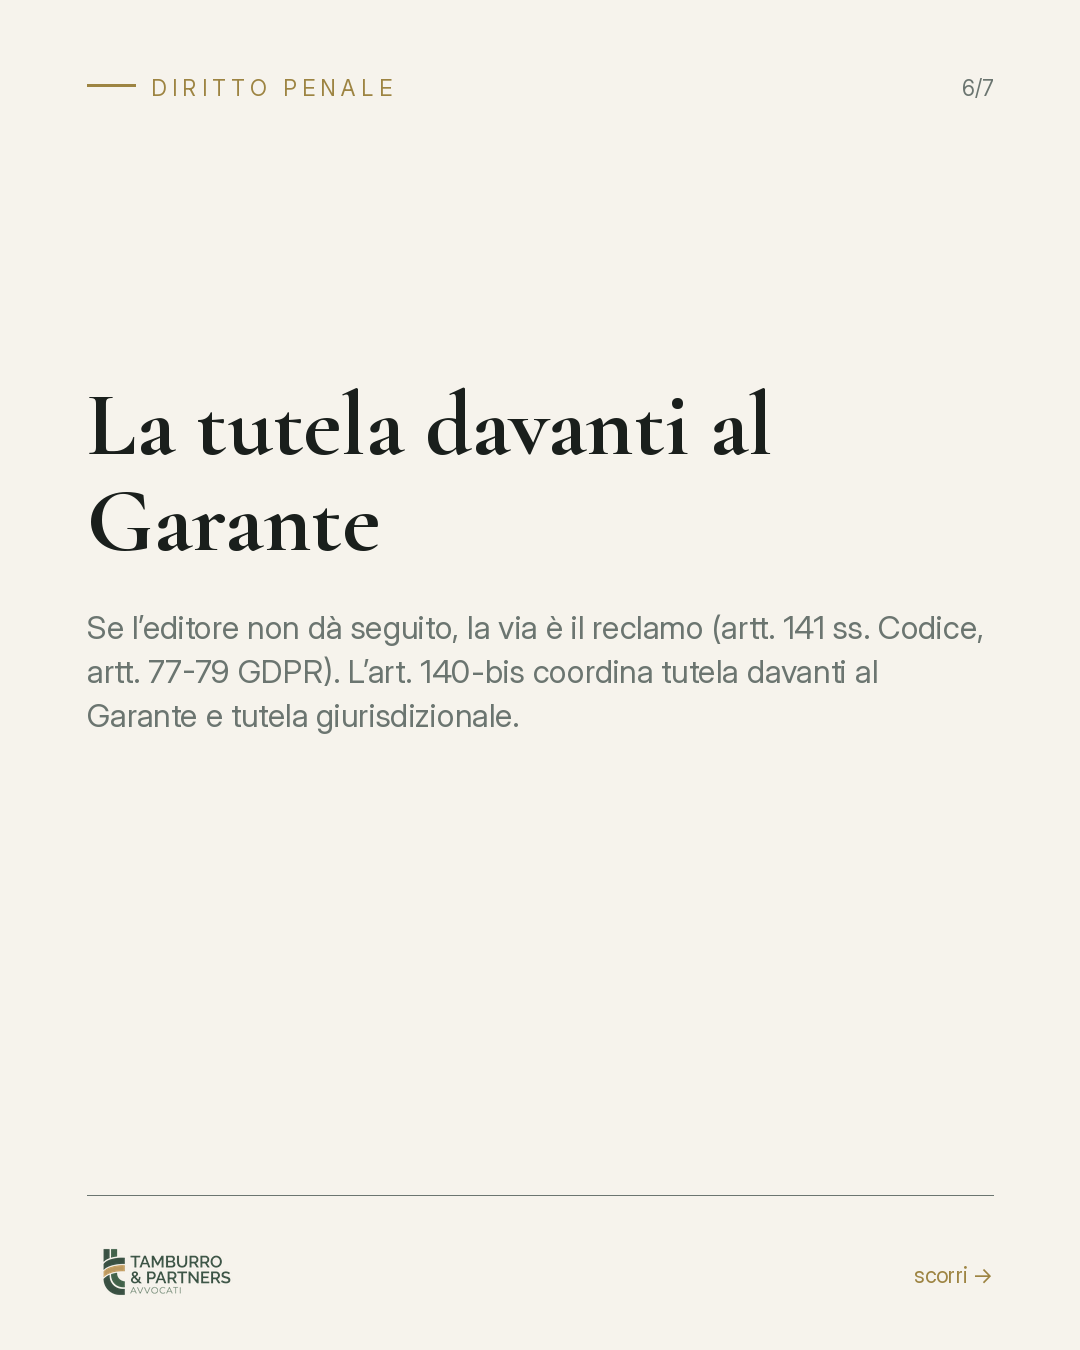 DIRITTO PENALE
6/7
La tutela davanti al
Garante
Se l’editore non dà seguito, la via è il reclamo (artt. 141 ss. Codice,
artt. 77-79 GDPR). L’art. 140-bis coordina tutela davanti al
Garante e tutela giurisdizionale.
TAMBURRO
& PARTNERS
AVVOCATI
scorri →